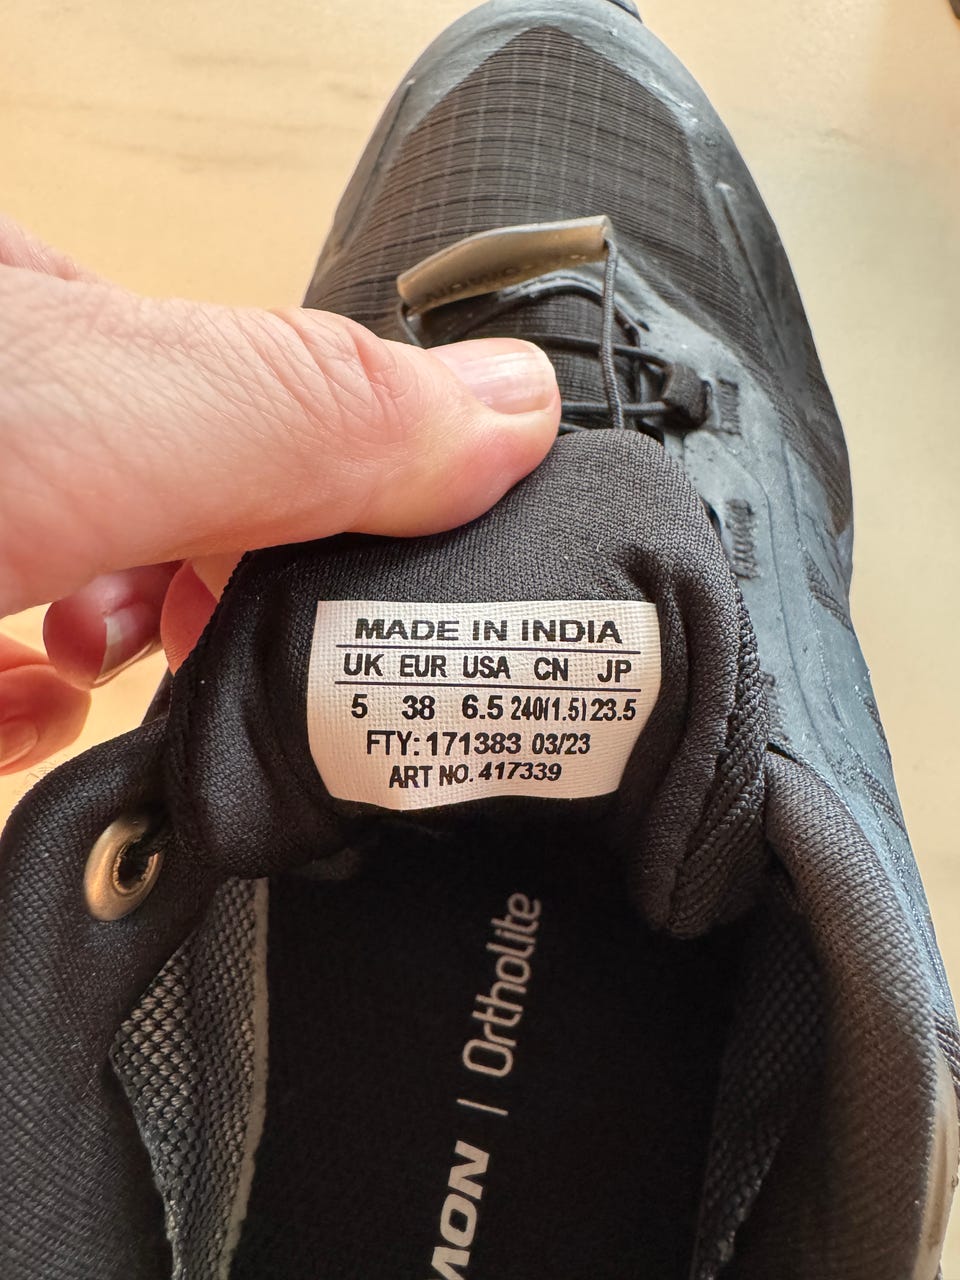 MADE IN INDIA
UK EUR USA CN JP
5 38 6.5 240(1.5) 23.5
FTY: 171383 03/23
ART NO. 417339
Ortholite